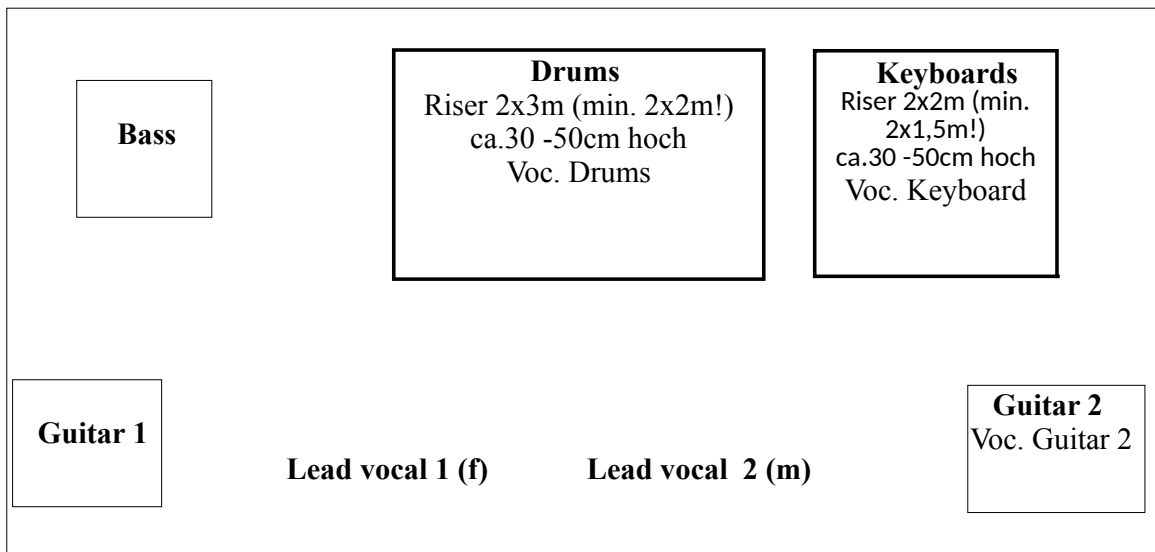 Drums
Riser 2x3m (min. 2x2m!)
ca.30 -50cm hoch
Voc. Drums
Keyboards
Riser 2x2m (min.
2x1,5m!)
ca.30 -50cm hoch
Voc. Keyboard
Bass
Guitar 1
Lead vocal 1 (f)
Lead vocal  2 (m)
Guitar 2
Voc. Guitar 2